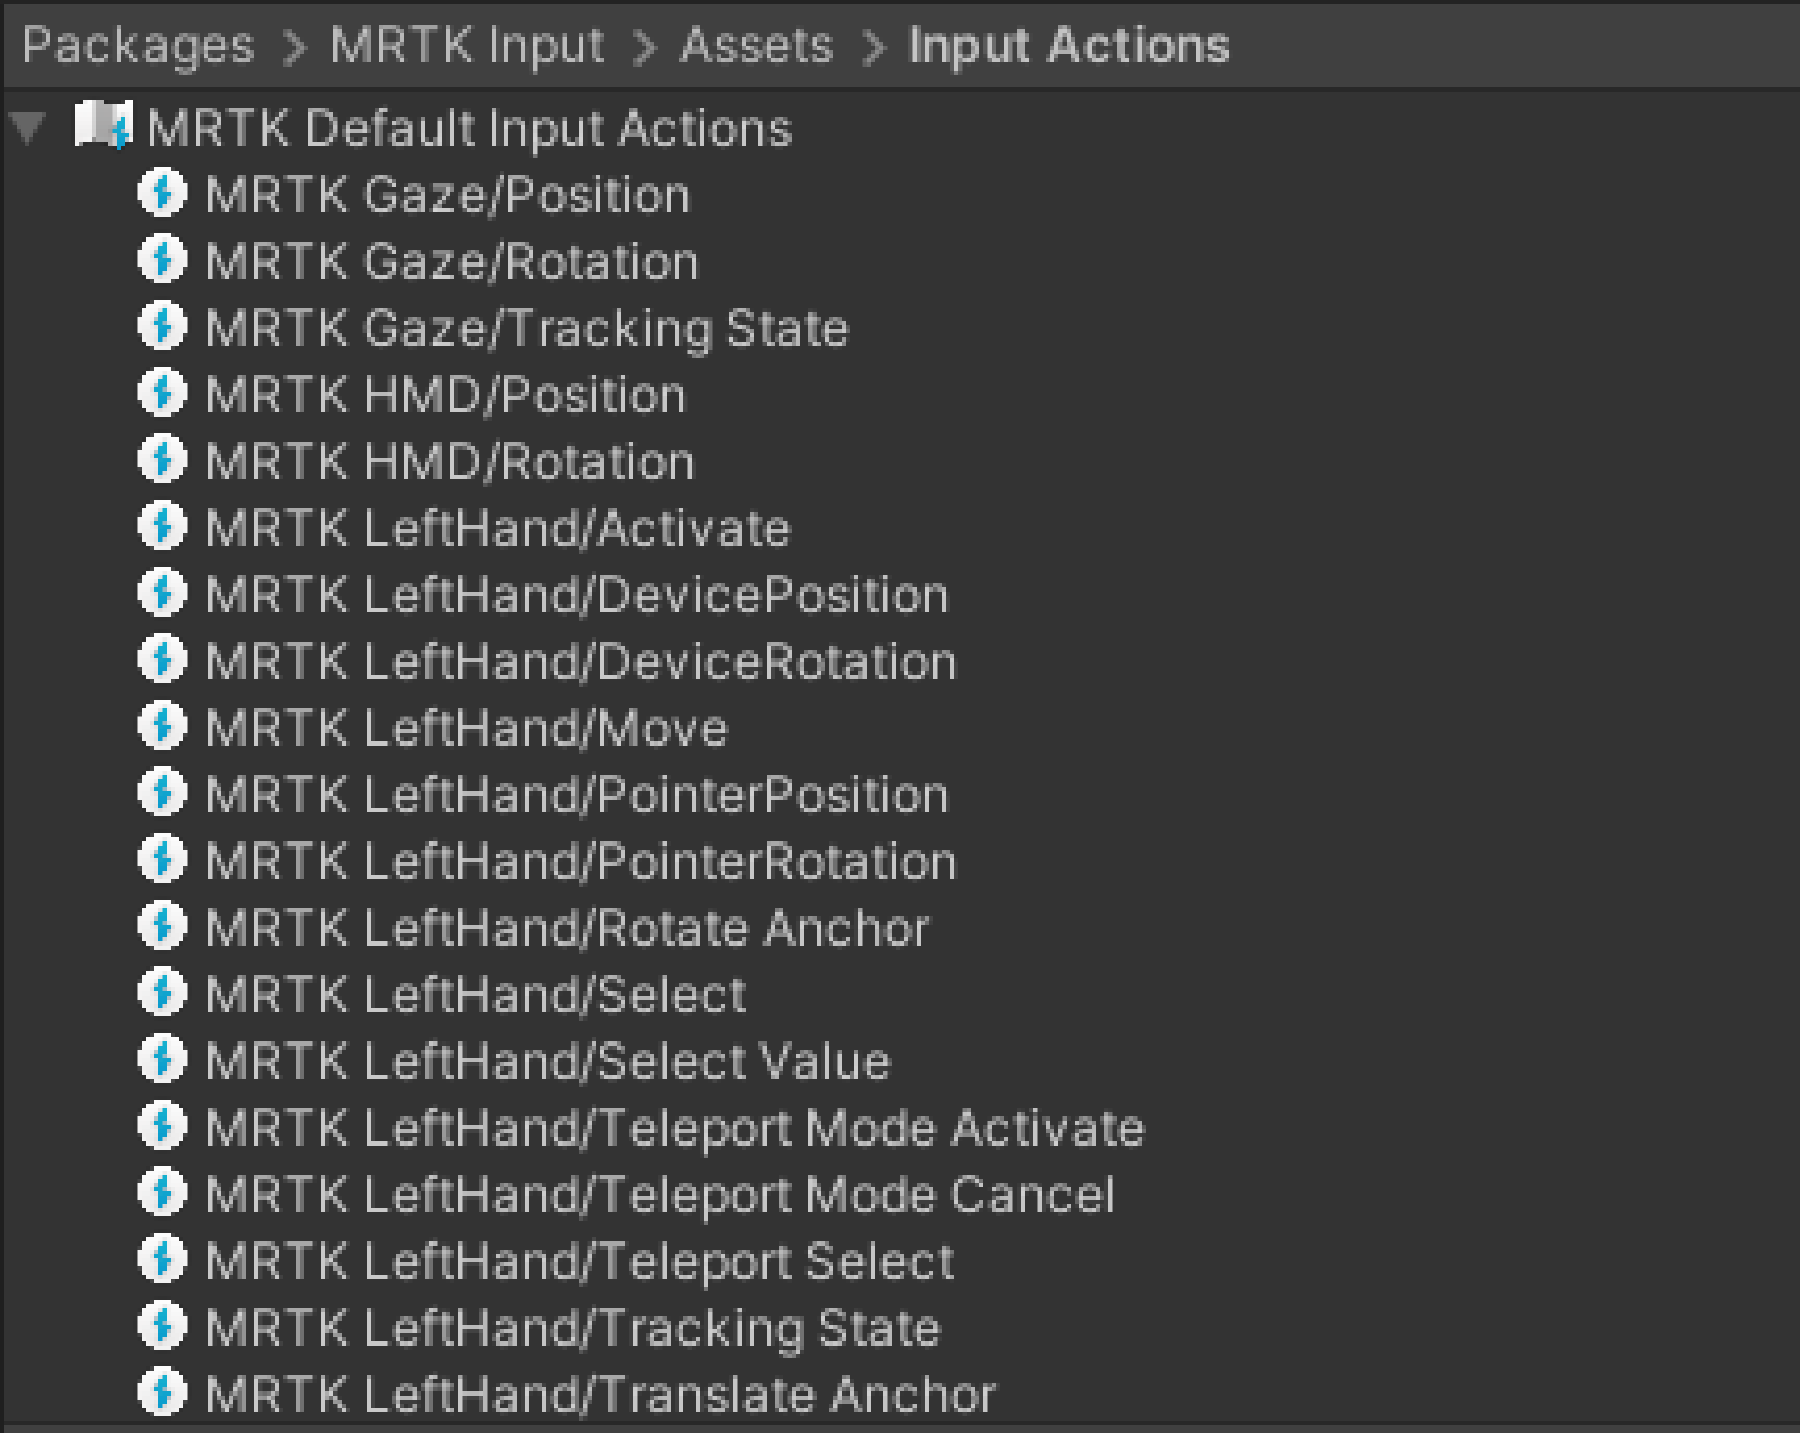 Packages > MRTK Input > Assets > Input Actions
MRTK Default Input Actions
MRTK Gaze/Position
MRTK Gaze/Rotation
MRTK Gaze/Tracking State
MRTK HMD/Position
MRTK HMD/Rotation
MRTK LeftHand/Activate
MRTK LeftHand/DevicePosition
MRTK LeftHand/DeviceRotation
MRTK LeftHand/Move
MRTK LeftHand/PointerPosition
MRTK LeftHand/PointerRotation
MRTK LeftHand/Rotate Anchor
MRTK LeftHand/Select
MRTK LeftHand/Select Value
MRTK LeftHand/Teleport Mode Activate
MRTK LeftHand/Teleport Mode Cancel
MRTK LeftHand/Teleport Select
MRTK LeftHand/Tracking State
MRTK LeftHand/Translate Anchor